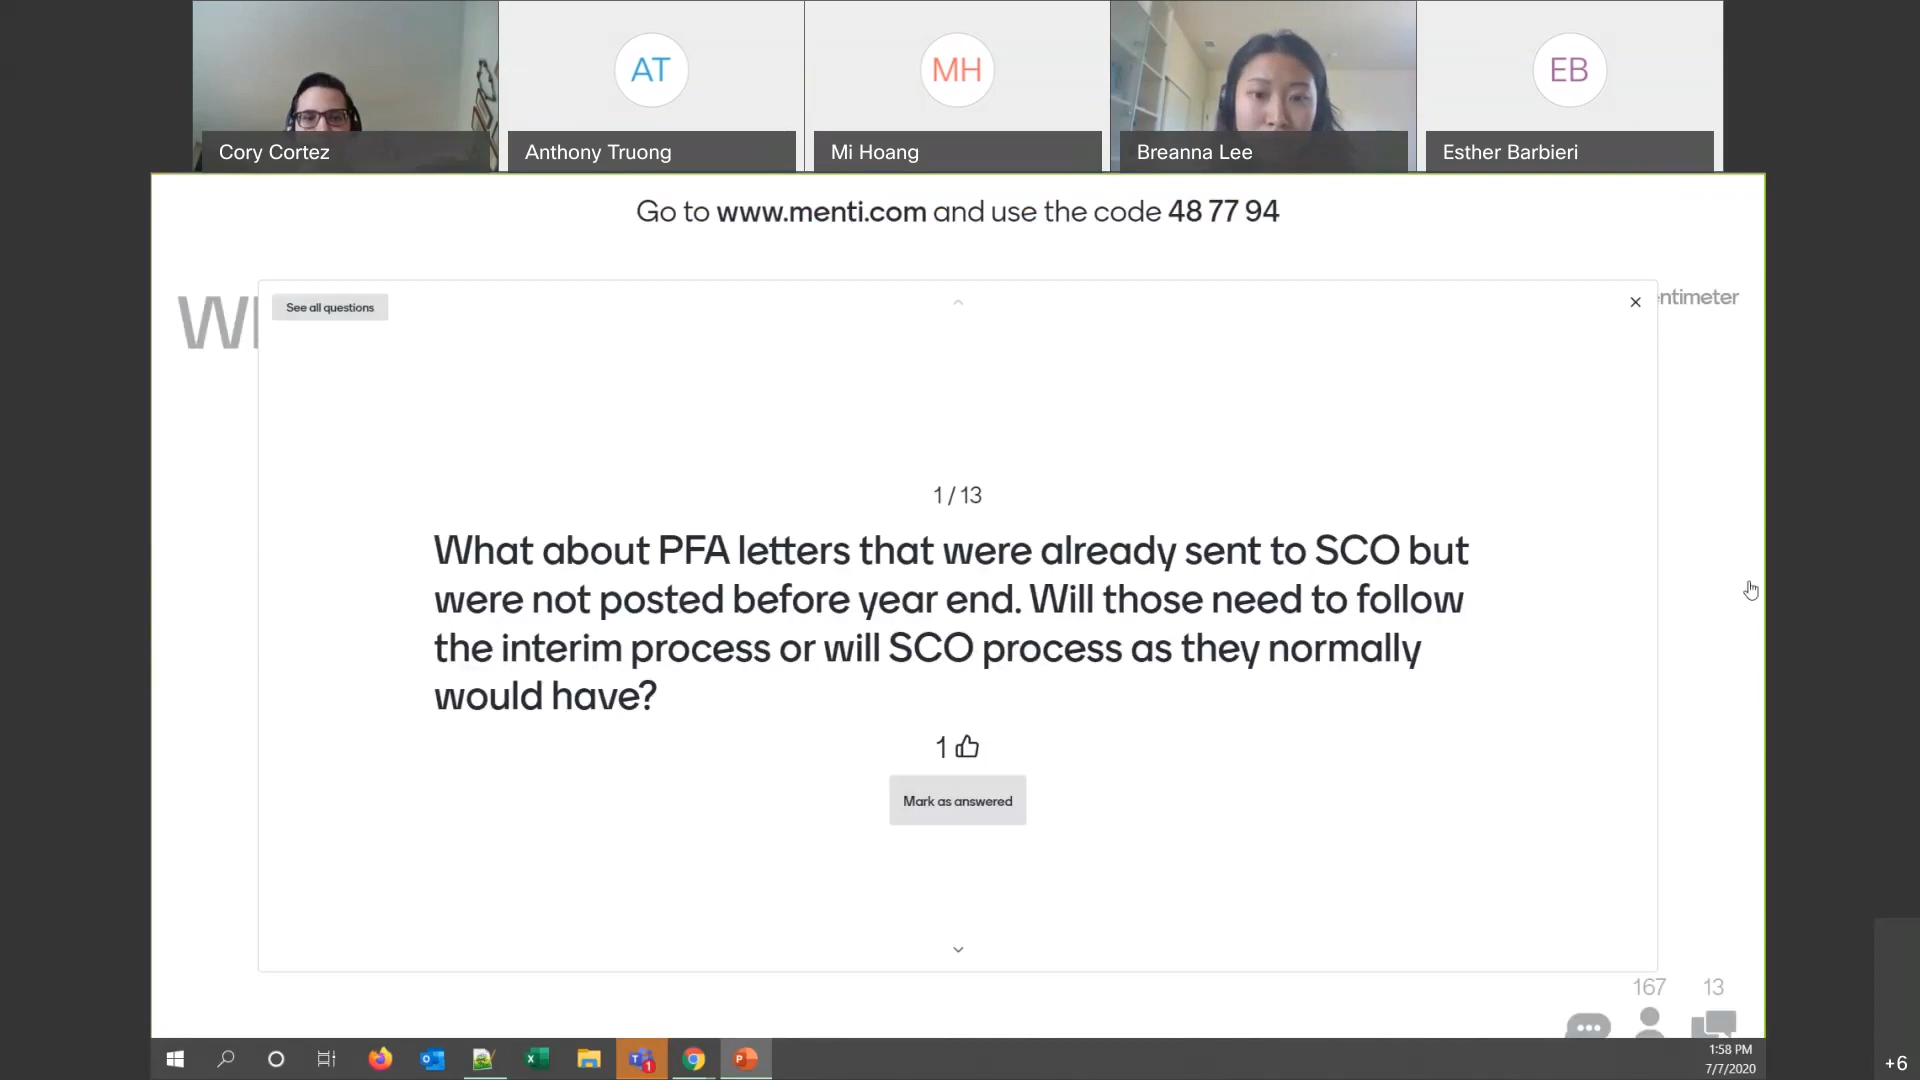 AT
MH
EB
Cory Cortez
Anthony Truong
Mi Hoang
Breanna Lee
Esther Barbieri
Go to www.menti.com and use the code 48 77 94
See all questions
ntimeter
1 / 13
What about PFA letters that were already sent to SCO but
were not posted before year end. Will those need to follow
the interim process or will SCO process as they normally
would have?
1
Mark as answered
167
13
1:58 PM
7/7/2020
+6